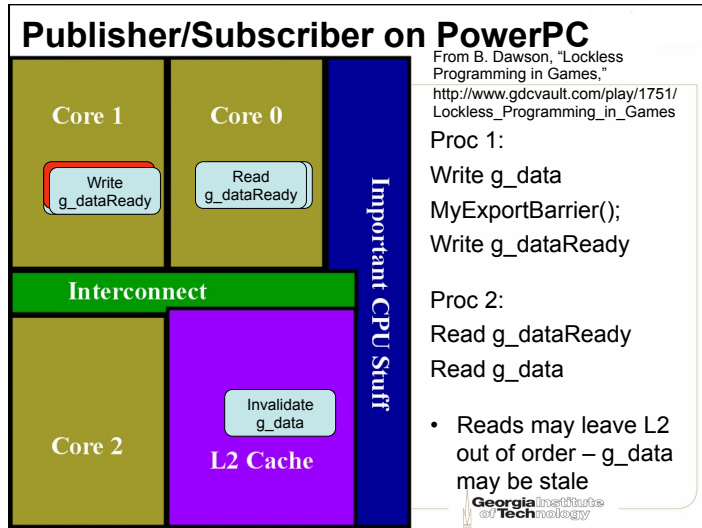 Publisher/Subscriber on PowerPC
From B. Dawson, “Lockless
Programming in Games,”
http://www.gdcvault.com/play/1751/
Lockless_Programming_in_Games
Core 1
Core 0
Write
g_dataReady
Read
g_dataReady
Important CPU Stuff
Interconnect
Core 2
Invalidate
g_data
L2 Cache
Proc 1:
Write g_data
MyExportBarrier();
Write g_dataReady
Proc 2:
Read g_dataReady
Read g_data
• Reads may leave L2
out of order – g_data
may be stale
Georgia Institute
of Technology